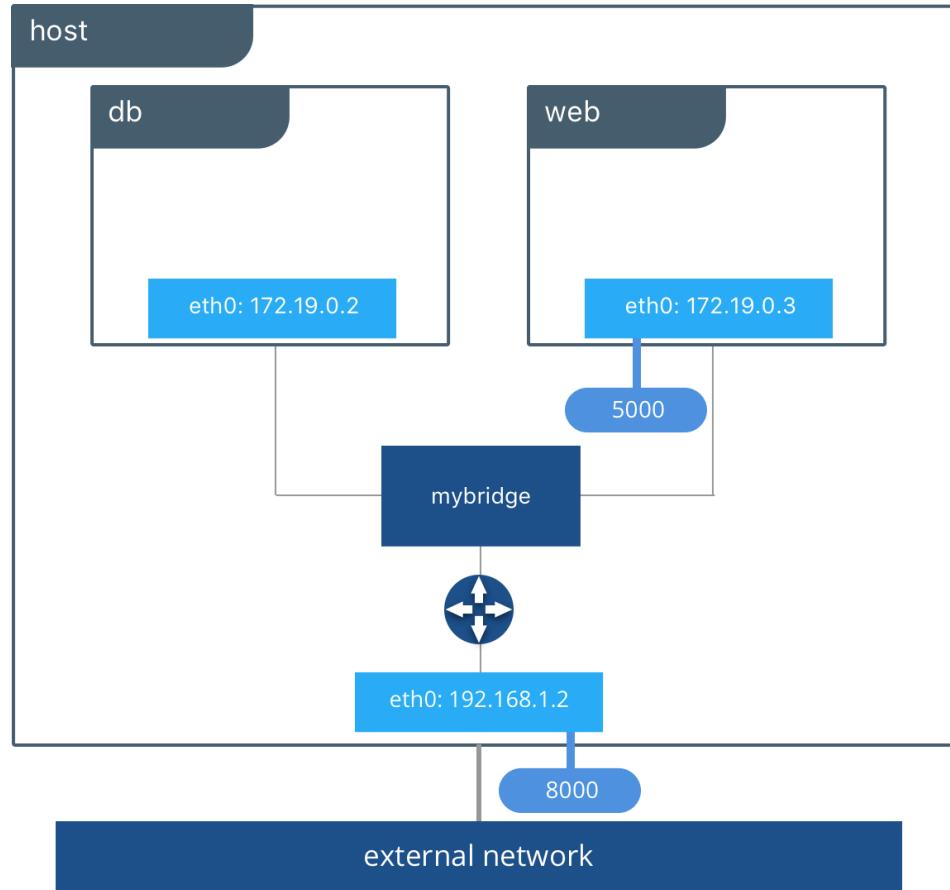 host
db
web
eth0: 172.19.0.2
eth0: 172.19.0.3
5000
mybridge
eth0: 192.168.1.2
8000
external network